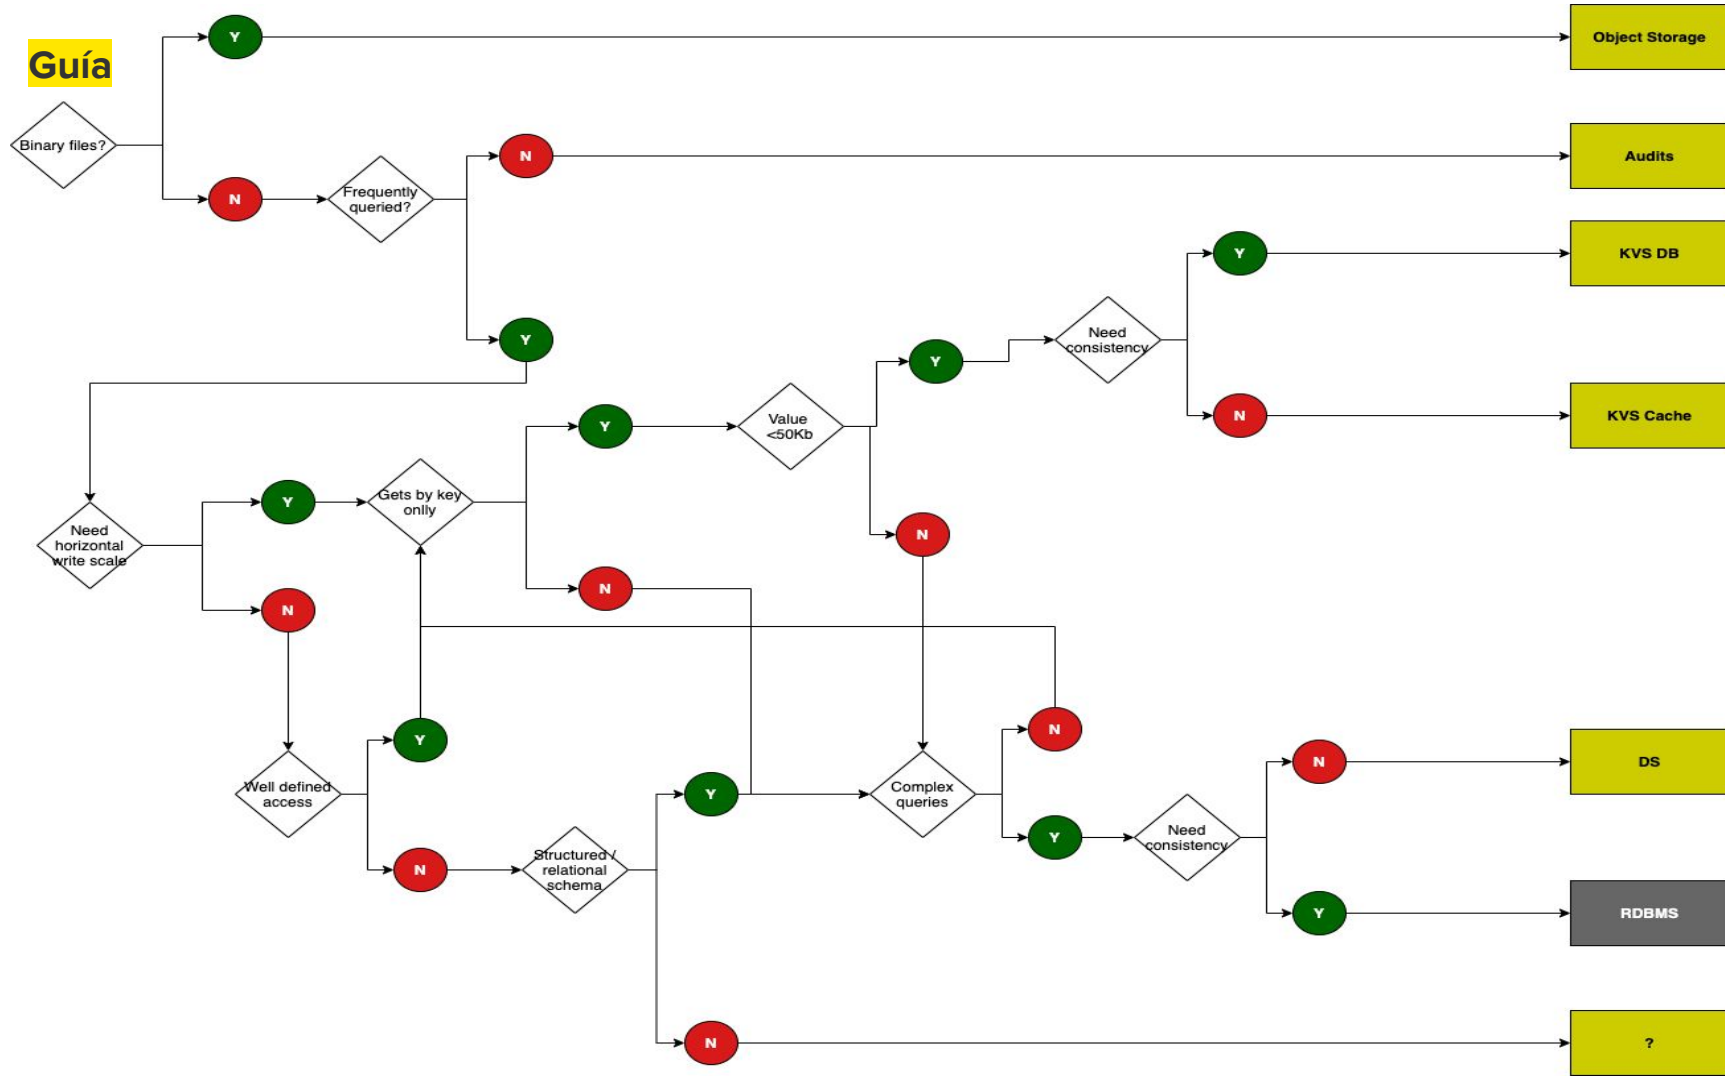 Guía
Y
Object Storage
Binary files?
N
Frequently
queried?
N
Audits
Y
Y
KVS DB
Need
consistency
N
KVS Cache
Y
Value
<50Kb
Y
N
Need
horizontal
write scale
Y
Gets by key
onlly
N
N
Well defined
access
Y
N
Structured /
relational
schema
Y
N
?
Complex
queries
N
Y
Need
consistency
N
DS
Y
RDBMS